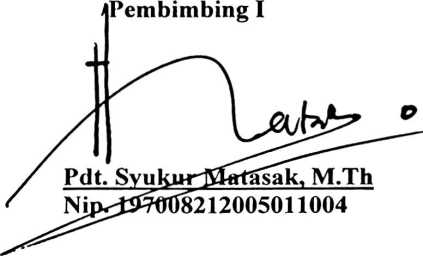 Pembimbing I
Pdt. Syukur Matasak, M.Th
Nip. 197008212005011004